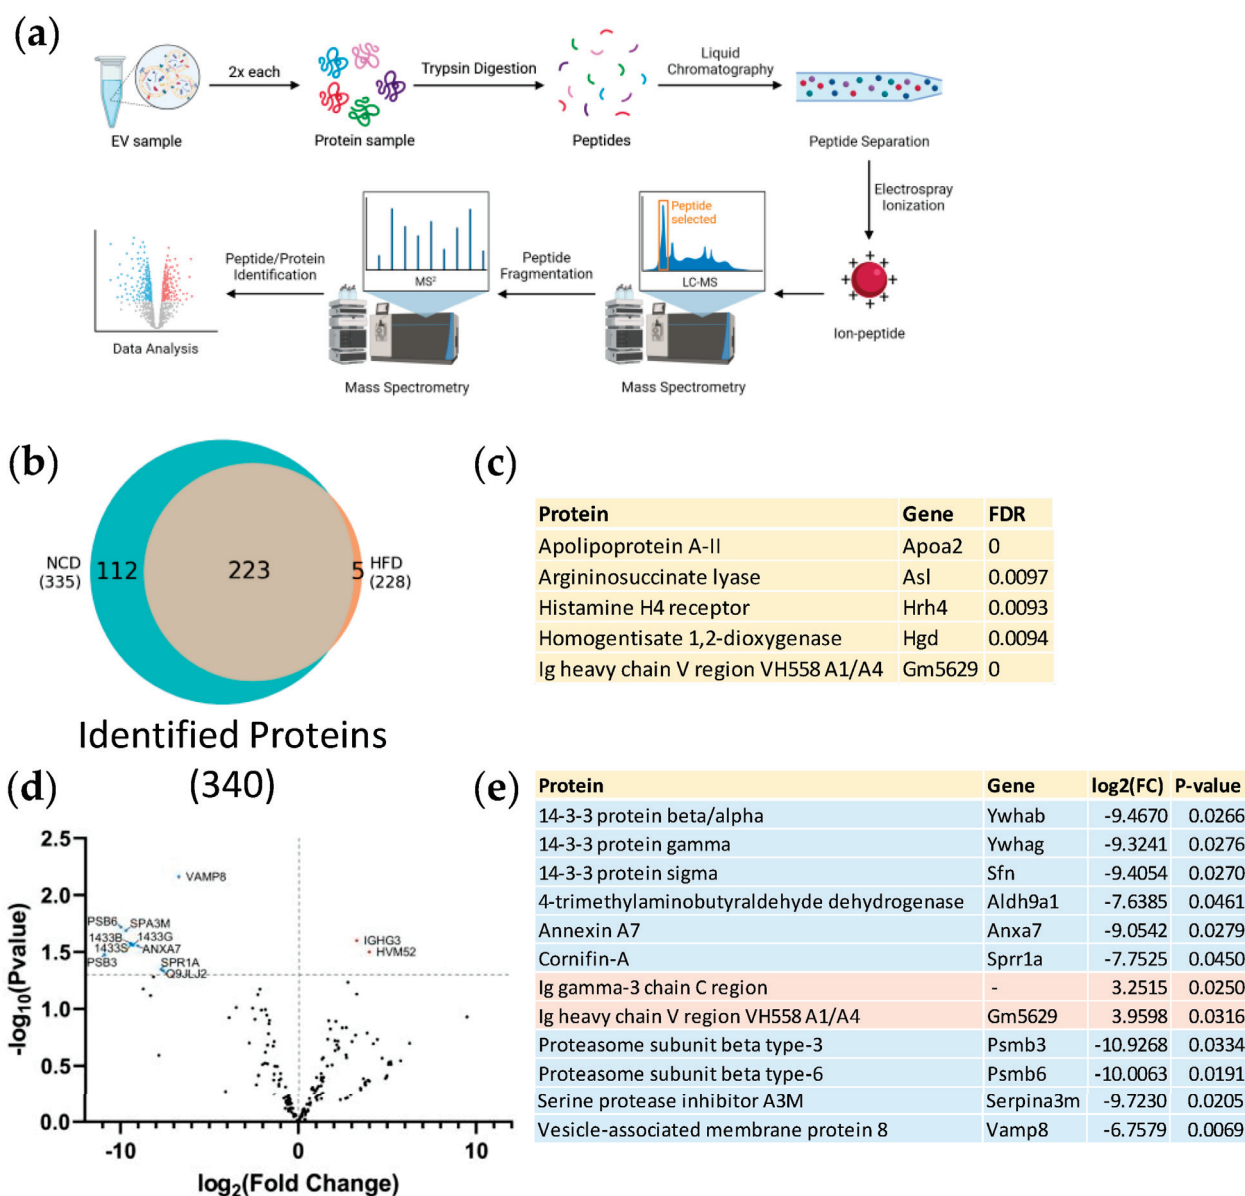 (a)
EV sample
2x each
Protein sample
Trypsin Digestion
Peptides
Liquid
Chromatography
Peptide Separation
Electrospray
Ionization
Ion-peptide
Peptide
selected
LC-MS
Mass Spectrometry
Peptide
Fragmentation
MS²
Mass Spectrometry
Peptide/Protein
Identification
Data Analysis
(b)
NCD
(335)
112
223
5
HFD
(228)
Identified Proteins
(340)
(c)
Protein Gene FDR
Apolipoprotein A-II Apoa2 0
Argininosuccinate lyase Asl 0.0097
Histamine H4 receptor Hrh4 0.0093
Homogentisate 1,2-dioxygenase Hgd 0.0094
Ig heavy chain V region VH558 A1/A4 Gm5629 0
(d)
-log10(Pvalue)
2.5
2.0
1.5
1.0
0.5
0.0
VAMP8
PSB6
SPA3M
1433B
1433G
1433S
ANXA7
PSB3
SPR1A
Q9JLJ2
IGHG3
HVM52
-10 0 10
log2(Fold Change)
(e)
Protein Gene log2(FC) P-value
14-3-3 protein beta/alpha Ywhab -9.4670 0.0266
14-3-3 protein gamma Ywhag -9.3241 0.0276
14-3-3 protein sigma Sfn -9.4054 0.0270
4-trimethylaminobutyraldehyde dehydrogenase Aldh9a1 -7.6385 0.0461
Annexin A7 Anxa7 -9.0542 0.0279
Cornifin-A Sprr1a -7.7525 0.0450
Ig gamma-3 chain C region - 3.2515 0.0250
Ig heavy chain V region VH558 A1/A4 Gm5629 3.9598 0.0316
Proteasome subunit beta type-3 Psmb3 -10.9268 0.0334
Proteasome subunit beta type-6 Psmb6 -10.0063 0.0191
Serine protease inhibitor A3M Serpina3m -9.7230 0.0205
Vesicle-associated membrane protein 8 Vamp8 -6.7579 0.0069